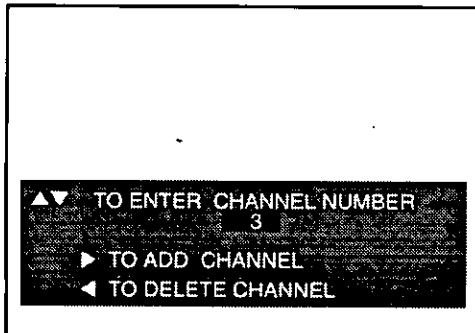 ▲▼ TO ENTER CHANNEL NUMBER
3
▶ TO ADD CHANNEL
◀ TO DELETE CHANNEL